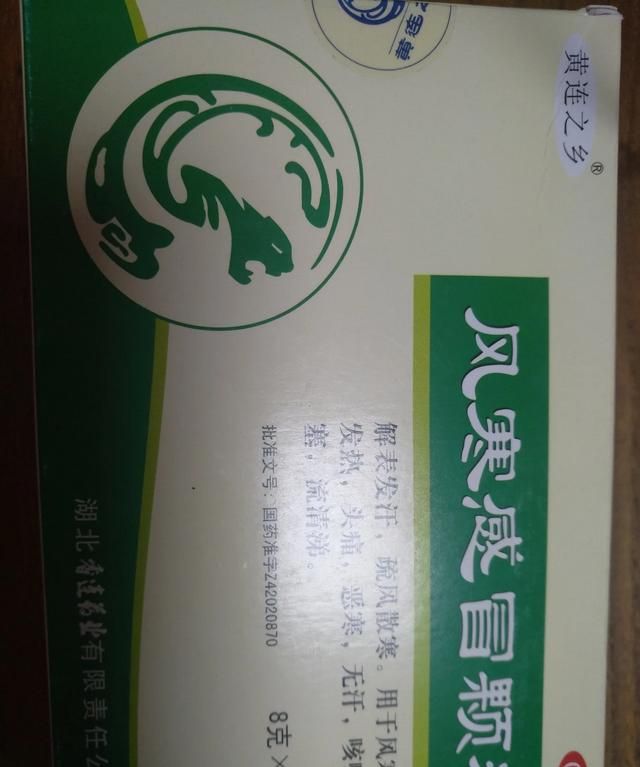 黄连之乡®
风寒感冒颗
解表发汗，疏风散寒。用于风寒
发热，头痛，恶寒，无汗，咳
塞，流清涕。
批准文号：国药准字Z42020870
8克×
湖北香连药业有限责任公